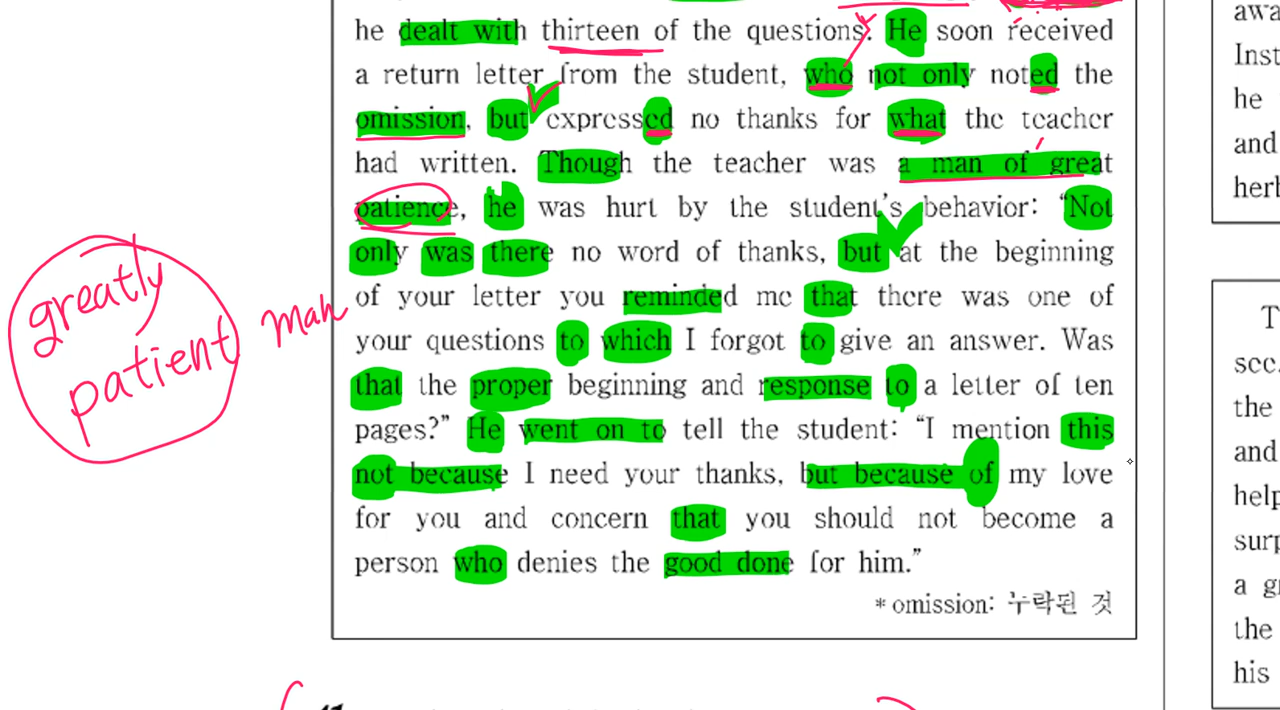 he dealt with thirteen of the questions. He soon received
a return letter from the student, who not only noted the
omission, but expressed no thanks for what the teacher
had written. Though the teacher was a man of great
patience, he was hurt by the student's behavior: “Not
only was there no word of thanks, but at the beginning
of your letter you reminded me that there was one of
your questions to which I forgot to give an answer. Was
that the proper beginning and response to a letter of ten
pages?” He went on to tell the student: “I mention this
not because I need your thanks, but because of my love
for you and concern that you should not become a
person who denies the good done for him.”
* omission: 누락된 것
greatly
patient man
awa
Inst
he
and
herb
T
see.
the
and
help
surp
a gr
the
his